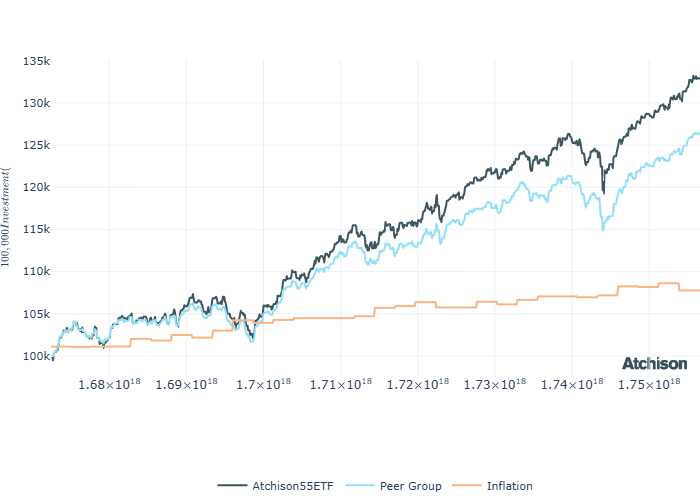 135k
130k
125k
120k
115k
110k
105k
100k
100,000Investment(
1.68×10¹⁸ 1.69×10¹⁸ 1.7×10¹⁸ 1.71×10¹⁸ 1.72×10¹⁸ 1.73×10¹⁸ 1.74×10¹⁸ 1.75×10¹⁸
Atchison
Atchison55ETF Peer Group Inflation